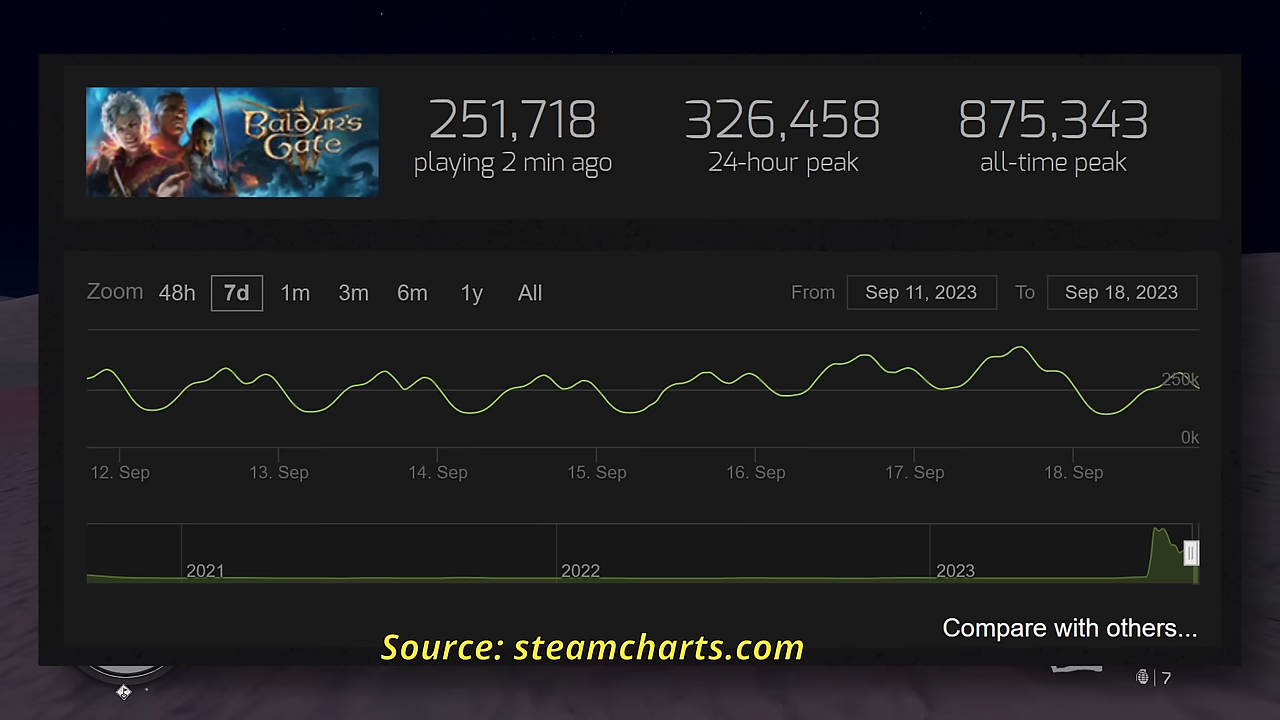 BALDUR'S
GATE
251,718
playing 2 min ago
326,458
24-hour peak
875,343
all-time peak
Zoom 48h 7d 1m 3m 6m 1y All
From Sep 11, 2023 To Sep 18, 2023
250k
0k
12. Sep 13. Sep 14. Sep 15. Sep 16. Sep 17. Sep 18. Sep
2021 2022 2023
Compare with others...
Source: steamcharts.com
7